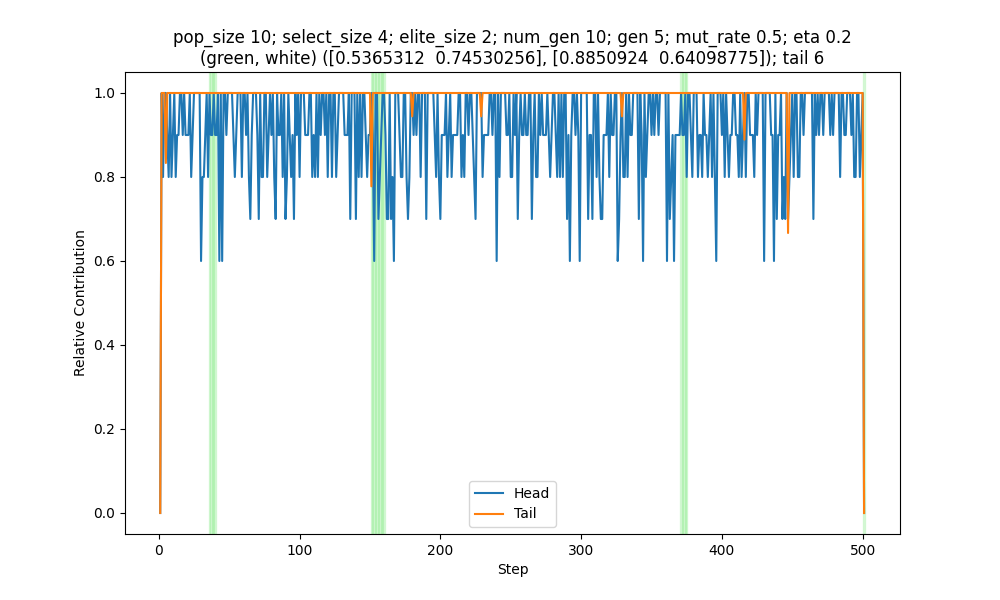 pop_size 10; select_size 4; elite_size 2; num_gen 10; gen 5; mut_rate 0.5; eta 0.2
(green, white) ([0.5365312  0.74530256], [0.8850924  0.64098775]); tail 6
1.0
0.8
0.6
0.4
0.2
0.0
Relative Contribution
Head
Tail
0
100
200
300
400
500
Step